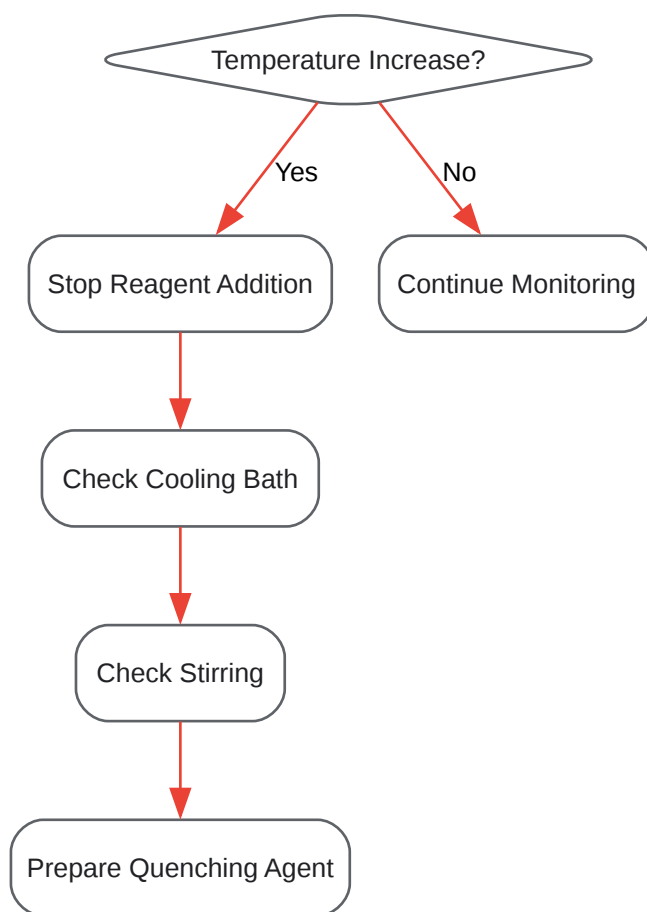 Temperature Increase?
Yes
No
Stop Reagent Addition
Continue Monitoring
Check Cooling Bath
Check Stirring
Prepare Quenching Agent